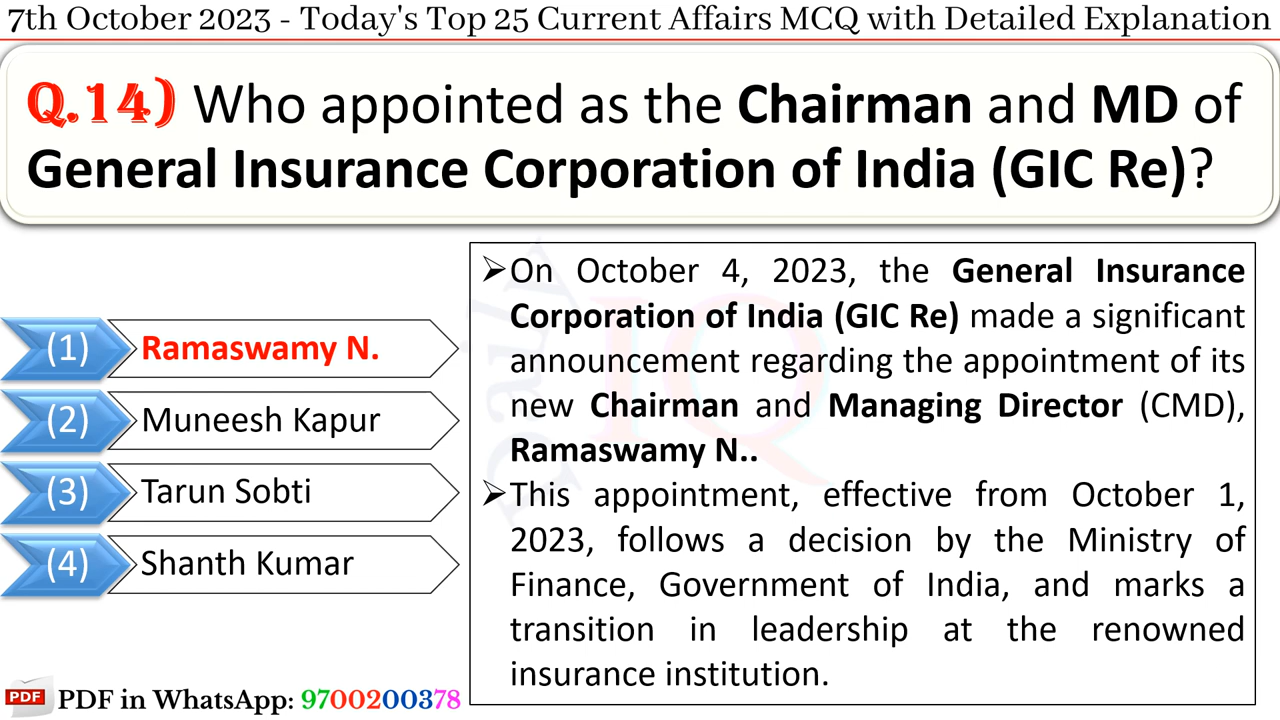 7th October 2023 - Today's Top 25 Current Affairs MCQ with Detailed Explanation
Q.14) Who appointed as the Chairman and MD of
General Insurance Corporation of India (GIC Re)?
(1) Ramaswamy N.
(2) Muneesh Kapur
(3) Tarun Sobti
(4) Shanth Kumar
➢On October 4, 2023, the General Insurance
Corporation of India (GIC Re) made a significant
announcement regarding the appointment of its
new Chairman and Managing Director (CMD),
Ramaswamy N..
➢This appointment, effective from October 1,
2023, follows a decision by the Ministry of
Finance, Government of India, and marks a
transition in leadership at the renowned
insurance institution.
Daily
IQ
PDF PDF in WhatsApp: 9700200378